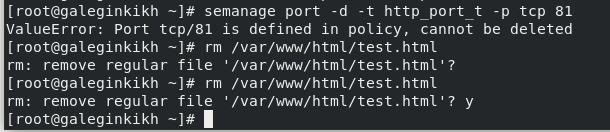 [root@galeginkikh ~]# semanage port -d -t http_port_t -p tcp 81
ValueError: Port tcp/81 is defined in policy, cannot be deleted
[root@galeginkikh ~]# rm /var/www/html/test.html
rm: remove regular file '/var/www/html/test.html'?
[root@galeginkikh ~]# rm /var/www/html/test.html
rm: remove regular file '/var/www/html/test.html'? y
[root@galeginkikh ~]#